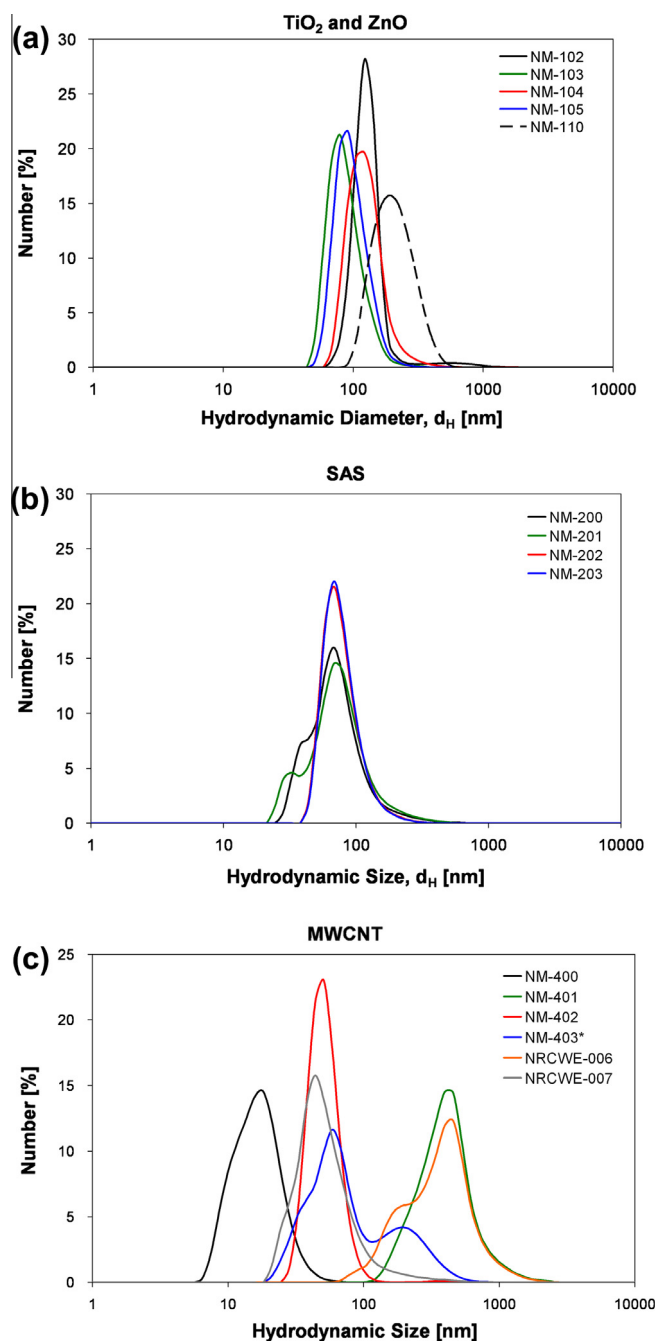 (a)
TiO₂ and ZnO
30
25
20
15
10
5
0
Number [%]
NM-102
NM-103
NM-104
NM-105
NM-110
1 10 100 1000 10000
Hydrodynamic Diameter, d_H [nm]
(b)
SAS
30
25
20
15
10
5
0
Number [%]
NM-200
NM-201
NM-202
NM-203
1 10 100 1000 10000
Hydrodynamic Size, d_H [nm]
(c)
MWCNT
25
20
15
10
5
0
Number [%]
NM-400
NM-401
NM-402
NM-403*
NRCWE-006
NRCWE-007
1 10 100 1000 10000
Hydrodynamic Size [nm]